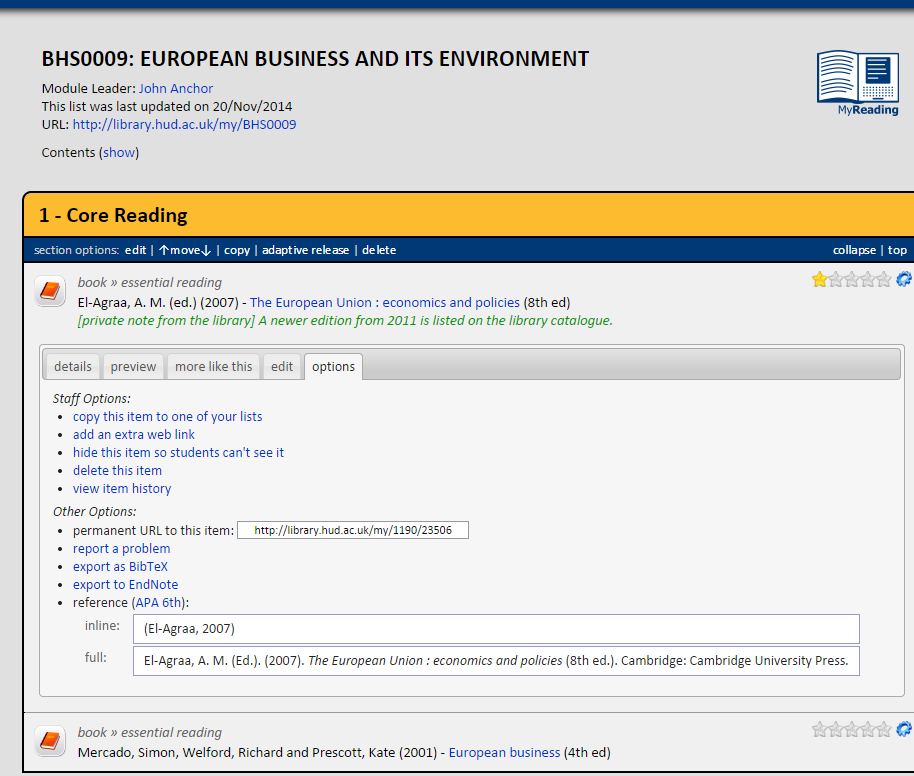 BHS0009: EUROPEAN BUSINESS AND ITS ENVIRONMENT
Module Leader: John Anchor
This list was last updated on 20/Nov/2014
URL: http://library.hud.ac.uk/my/BHS0009
Contents (show)
MyReading
1 - Core Reading
section options: edit | ↑move↓ | copy | adaptive release | delete
collapse | top
book » essential reading
El-Agraa, A. M. (ed.) (2007) - The European Union : economics and policies (8th ed)
[private note from the library] A newer edition from 2011 is listed on the library catalogue.
details preview more like this edit options
Staff Options:
• copy this item to one of your lists
• add an extra web link
• hide this item so students can't see it
• delete this item
• view item history
Other Options:
• permanent URL to this item: http://library.hud.ac.uk/my/1190/23506
• report a problem
• export as BibTeX
• export to EndNote
• reference (APA 6th):
inline: (El-Agraa, 2007)
full: El-Agraa, A. M. (Ed.). (2007). The European Union : economics and policies (8th ed.). Cambridge: Cambridge University Press.
book » essential reading
Mercado, Simon, Welford, Richard and Prescott, Kate (2001) - European business (4th ed)